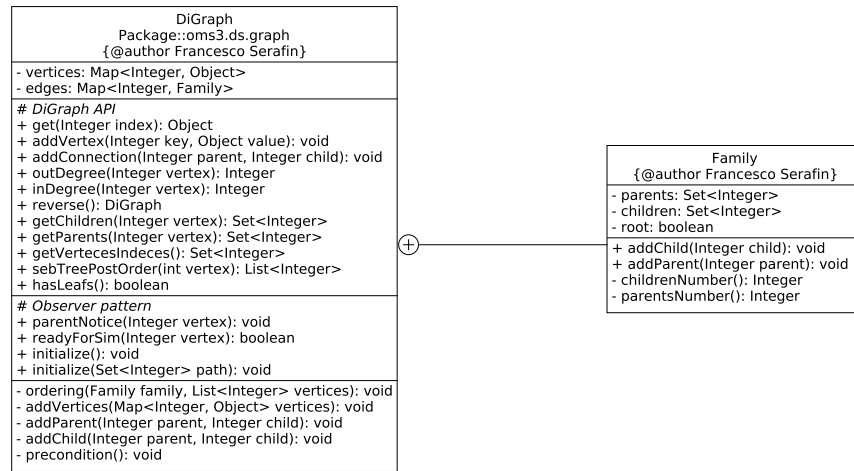 DiGraph
Package::oms3.ds.graph
{@author Francesco Serafin}
- vertices: Map<Integer, Object>
- edges: Map<Integer, Family>
# DiGraph API
+ get(Integer index): Object
+ addVertex(Integer key, Object value): void
+ addConnection(Integer parent, Integer child): void
+ outDegree(Integer vertex): Integer
+ inDegree(Integer vertex): Integer
+ reverse(): DiGraph
+ getChildren(Integer vertex): Set<Integer>
+ getParents(Integer vertex): Set<Integer>
+ getVertecesIndeces(): Set<Integer>
+ sebTreePostOrder(int vertex): List<Integer>
+ hasLeafs(): boolean
# Observer pattern
+ parentNotice(Integer vertex): void
+ readyForSim(Integer vertex): boolean
+ initialize(): void
+ initialize(Set<Integer> path): void
- ordering(Family family, List<Integer> vertices): void
- addVertices(Map<Integer, Object> vertices): void
- addParent(Integer parent, Integer child): void
- addChild(Integer parent, Integer child): void
- precondition(): void
Family
{@author Francesco Serafin}
- parents: Set<Integer>
- children: Set<Integer>
- root: boolean
+ addChild(Integer child): void
+ addParent(Integer parent): void
- childrenNumber(): Integer
- parentsNumber(): Integer